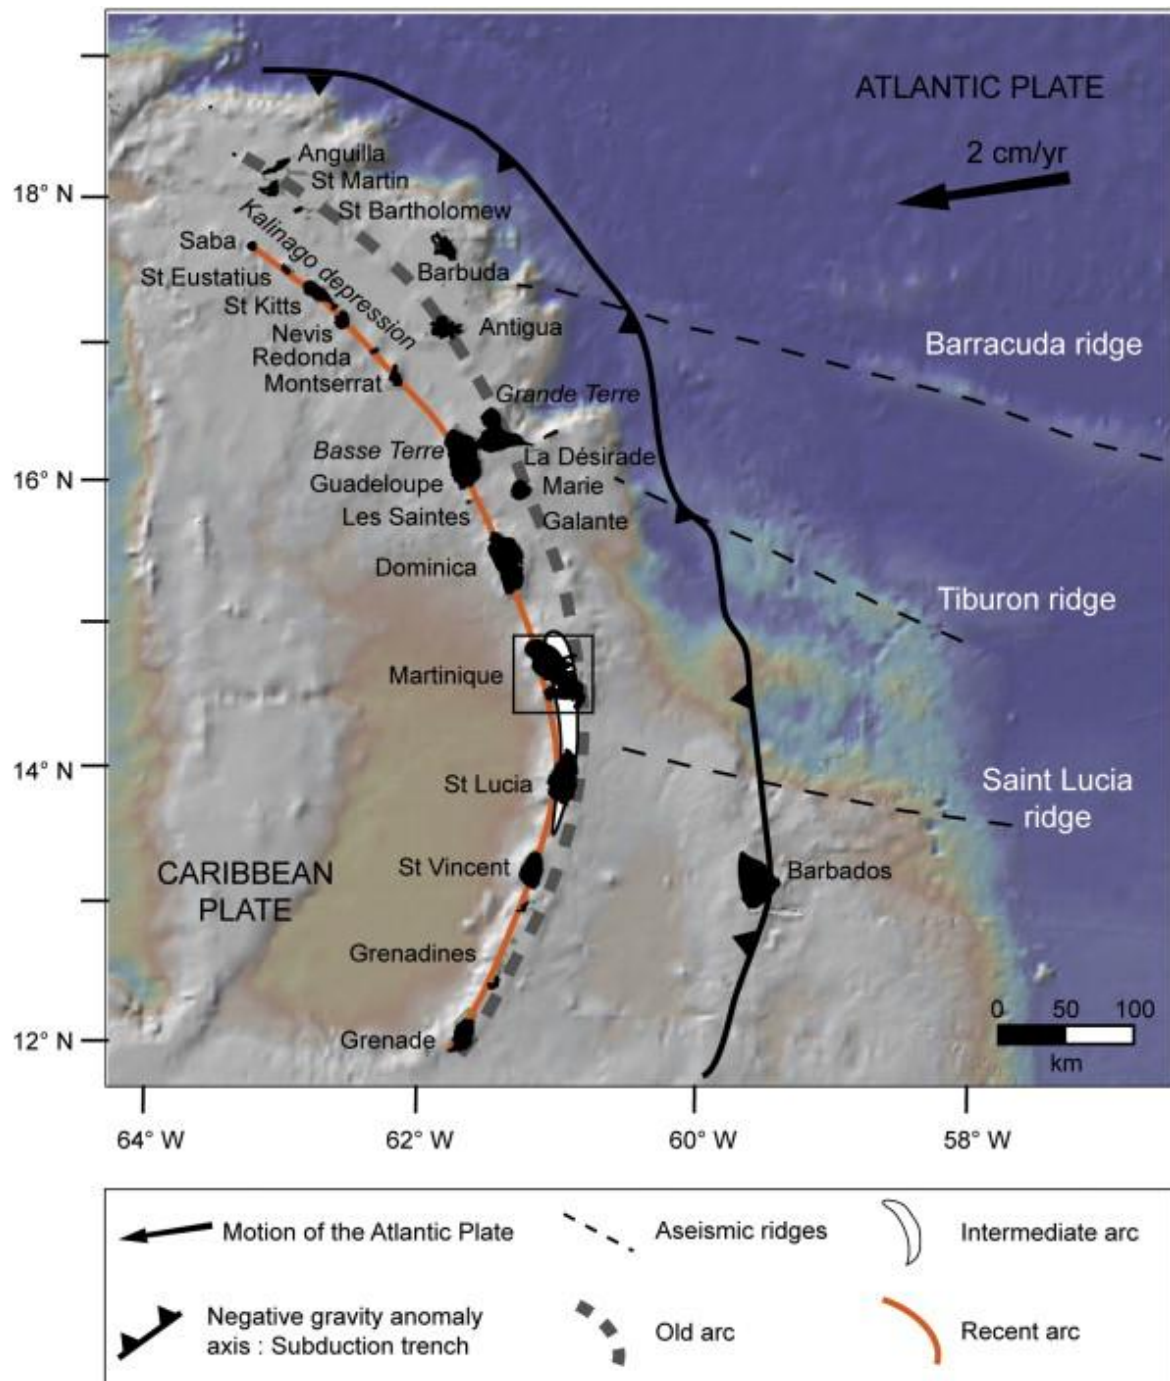 ATLANTIC PLATE
2 cm/yr
Anguilla
St Martin
18° N
St Bartholomew
Kalinago depression
Saba
Barbuda
St Eustatius
St Kitts
Antigua
Nevis
Barracuda ridge
Redonda
Montserrat
Grande Terre
Basse Terre
La Désirade
16° N
Guadeloupe
Marie
Les Saintes
Galante
Dominica
Tiburon ridge
Martinique
14° N
St Lucia
Saint Lucia
ridge
St Vincent
Barbados
CARIBBEAN
PLATE
Grenadines
0 50 100
km
12° N
Grenade
64° W 62° W 60° W 58° W
Motion of the Atlantic Plate
Aseismic ridges
Intermediate arc
Negative gravity anomaly
axis : Subduction trench
Old arc
Recent arc